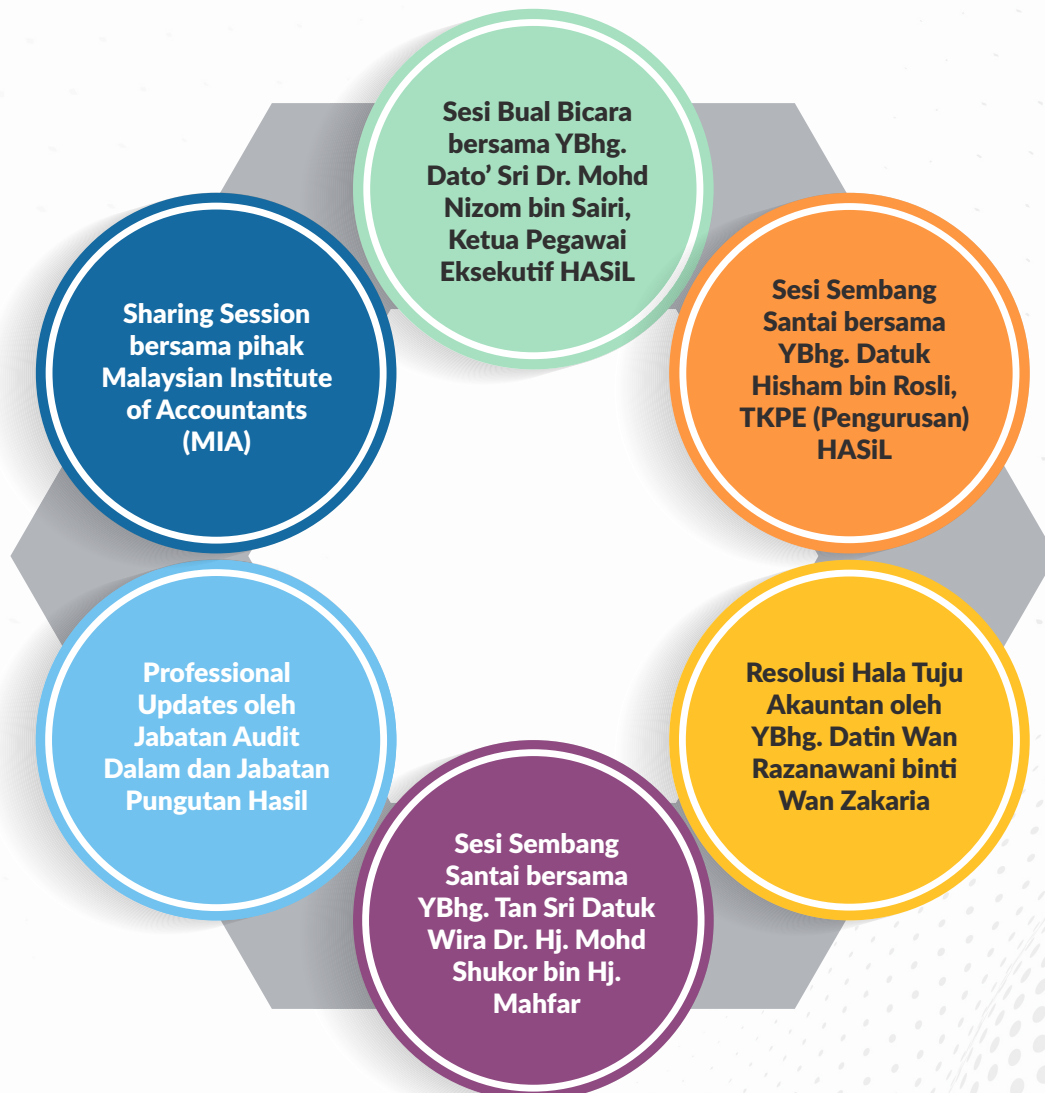 Sesi Bual Bicara
bersama YBhg.
Dato’ Sri Dr. Mohd
Nizom bin Sairi,
Ketua Pegawai
Eksekutif HASiL
Sesi Sembang
Santai bersama
YBhg. Datuk
Hisham bin Rosli,
TKPE (Pengurusan)
HASiL
Resolusi Hala Tuju
Akauntan oleh
YBhg. Datin Wan
Razanawani binti
Wan Zakaria
Sesi Sembang
Santai bersama
YBhg. Tan Sri Datuk
Wira Dr. Hj. Mohd
Shukor bin Hj.
Mahfar
Professional
Updates oleh
Jabatan Audit
Dalam dan Jabatan
Pungutan Hasil
Sharing Session
bersama pihak
Malaysian Institute
of Accountants
(MIA)